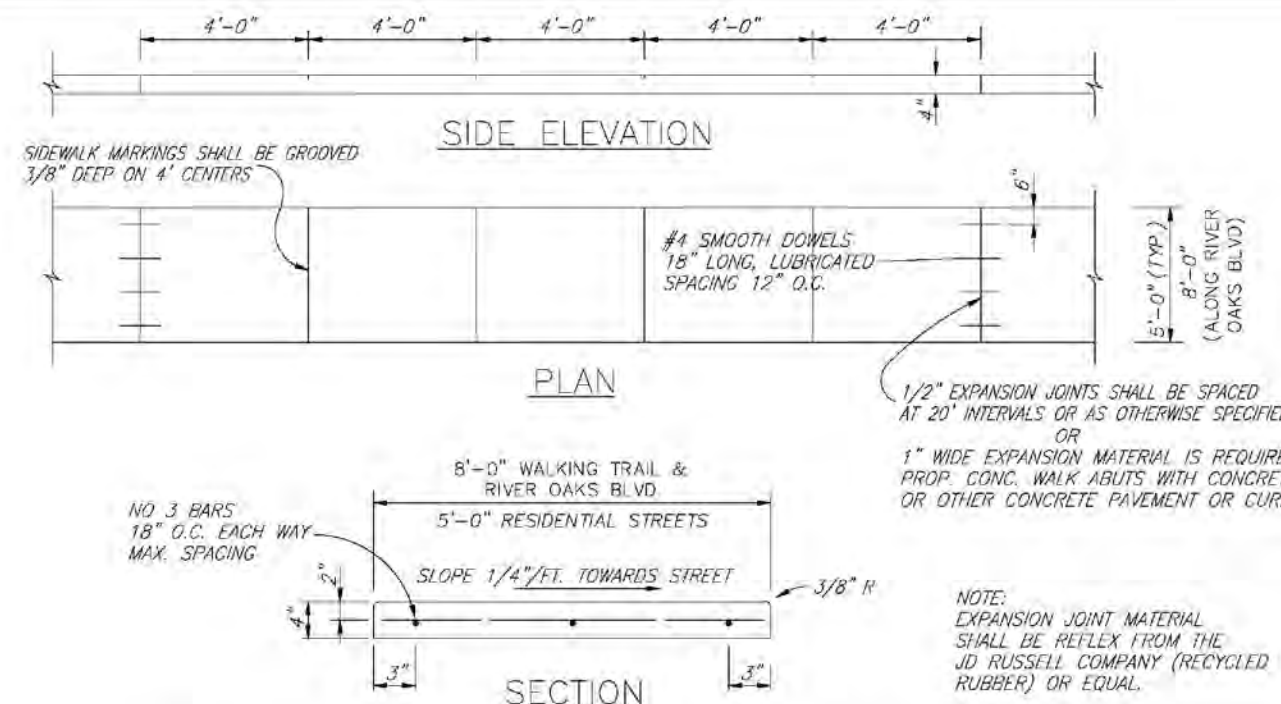 4'-0" 4'-0" 4'-0" 4'-0" 4'-0"
4"
SIDE ELEVATION
SIDEWALK MARKINGS SHALL BE GROOVED
3/8" DEEP ON 4' CENTERS
6"
#4 SMOOTH DOWELS
18" LONG, LUBRICATED
SPACING 12" O.C.
5'-0" (TYP.)
8'-0"
(ALONG RIVER
OAKS BLVD)
PLAN
1/2" EXPANSION JOINTS SHALL BE SPACED
AT 20' INTERVALS OR AS OTHERWISE SPECIFIE
OR
1" WIDE EXPANSION MATERIAL IS REQUIRE
PROP. CONC. WALK ABUTS WITH CONCRET
OR OTHER CONCRETE PAVEMENT OR CUR
8'-0" WALKING TRAIL &
RIVER OAKS BLVD.
5'-0" RESIDENTIAL STREETS
NO 3 BARS
18" O.C. EACH WAY
MAX. SPACING
SLOPE 1/4"/FT. TOWARDS STREET
3/8" R
2"
4"
3" 3"
SECTION
NOTE:
EXPANSION JOINT MATERIAL
SHALL BE REFLEX FROM THE
JD RUSSELL COMPANY (RECYCLED
RUBBER) OR EQUAL.